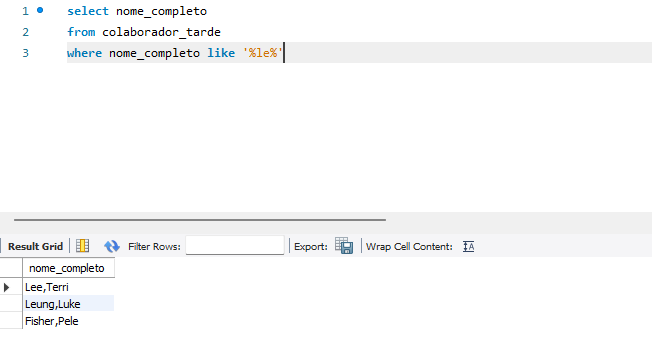 1 select nome_completo
2 from colaborador_tarde
3 where nome_completo like '%le%'
Result Grid Filter Rows: Export: Wrap Cell Content:
nome_completo
Lee,Terri
Leung,Luke
Fisher,Pele